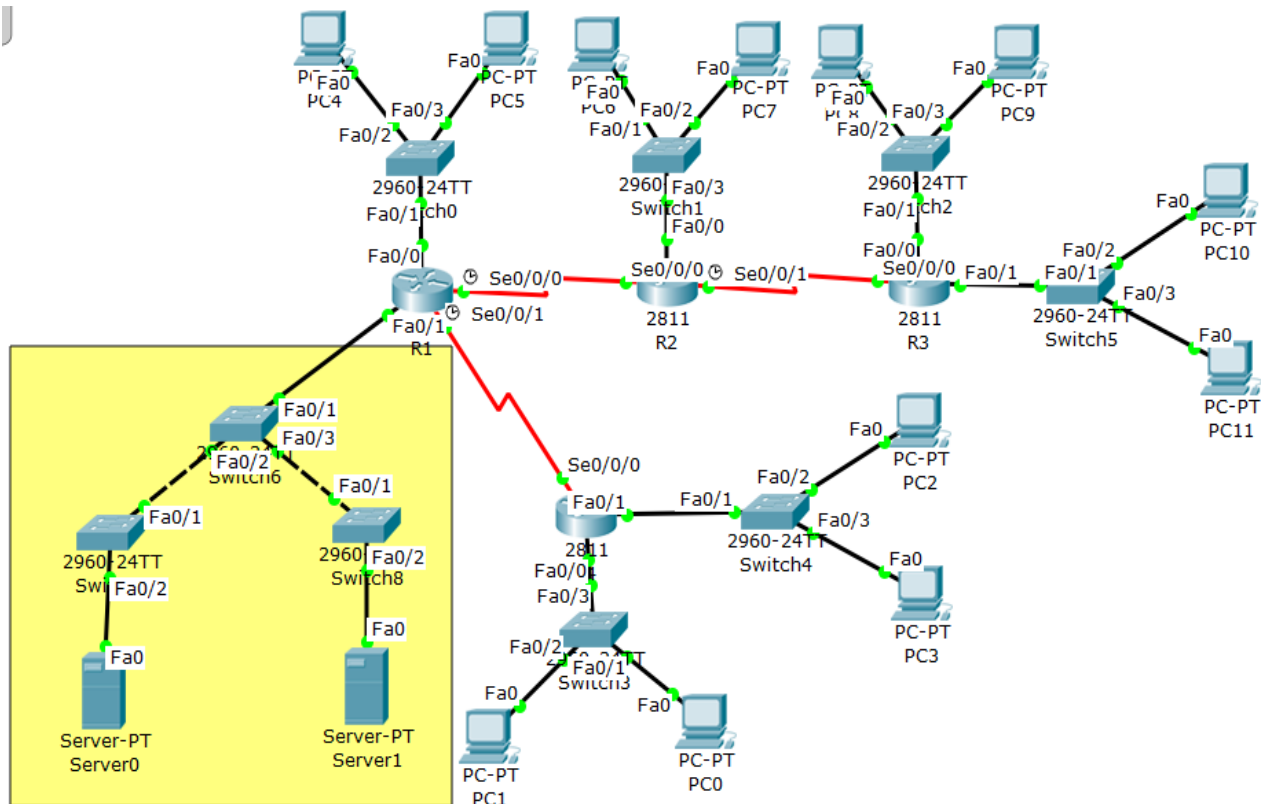 Fa0
Fa0
PC4
PC-PT
PC5
Fa0/2
Fa0/3
2960-24TT
Fa0/1
Fa0/0
Fa0
Fa0
PC6
PC-PT
PC7
Fa0/2
Fa0/1
Fa0/3
Switch1
Fa0/0
Fa0
Fa0
PC8
PC-PT
PC9
Fa0/3
Fa0/2
2960-24TT
Fa0/1
Fa0/0
Se0/0/0
Se0/0/1
Fa0/1
R1
Se0/0/0
Se0/0/1
2811
R2
Se0/0/0
2811
R3
Fa0/1
Fa0/1
Fa0/2
Fa0/3
2960-24TT
Switch5
Fa0
PC-PT
PC10
Fa0
PC-PT
PC11
Fa0/1
Fa0/3
Fa0/2
Switch6
Fa0/1
2960-24TT
Fa0/2
Fa0
Server-PT
Server0
Fa0/1
Fa0/2
Switch8
Fa0
Server-PT
Server1
Se0/0/0
Fa0/1
2811
Fa0/0
Fa0/1
Fa0/2
Fa0/3
2960-24TT
Switch4
Fa0
PC-PT
PC2
Fa0
PC-PT
PC3
Fa0/3
Fa0/2
Fa0/1
Switch3
Fa0
PC-PT
PC1
Fa0
PC-PT
PC0